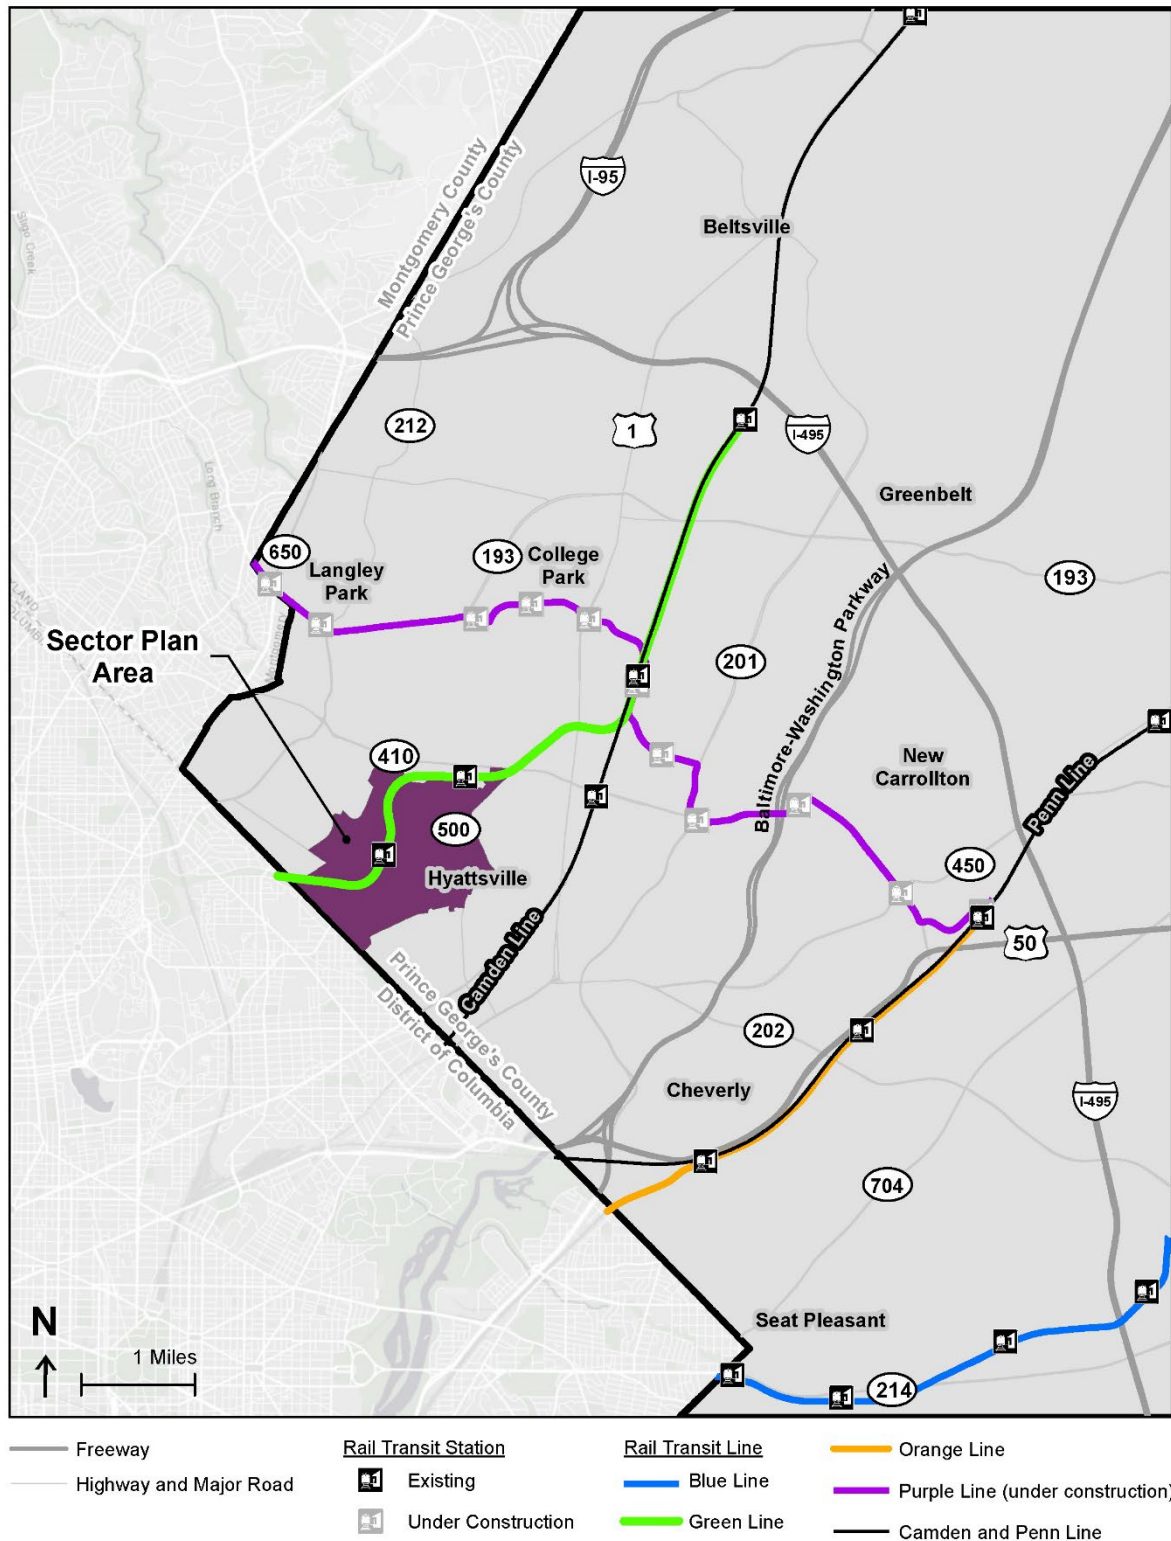 Montgomery County
Prince George's County
I-95
Beltsville
Sligo Creek
212
1
I-495
Greenbelt
Long Branch
650
Langley
Park
193
College
Park
193
Sector Plan
Area
201
Baltimore-Washington Parkway
410
New
Carrollton
Penn Line
500
Hyattsville
450
Camden Line
50
Prince George's County
District of Columbia
202
Cheverly
I-495
704
Seat Pleasant
N
1 Miles
214
Freeway
Highway and Major Road
Rail Transit Station
Existing
Under Construction
Rail Transit Line
Blue Line
Green Line
Orange Line
Purple Line (under construction)
Camden and Penn Line